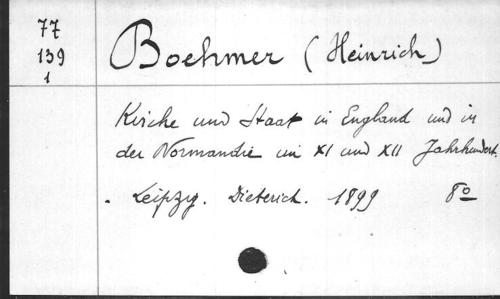 77
139
1
Boehmer (Heinrich)
Kirche und Staat in England und in
der Normandie im XI und XII Jahrhundert.
. Leipzig. Dieterich. 1899 8º